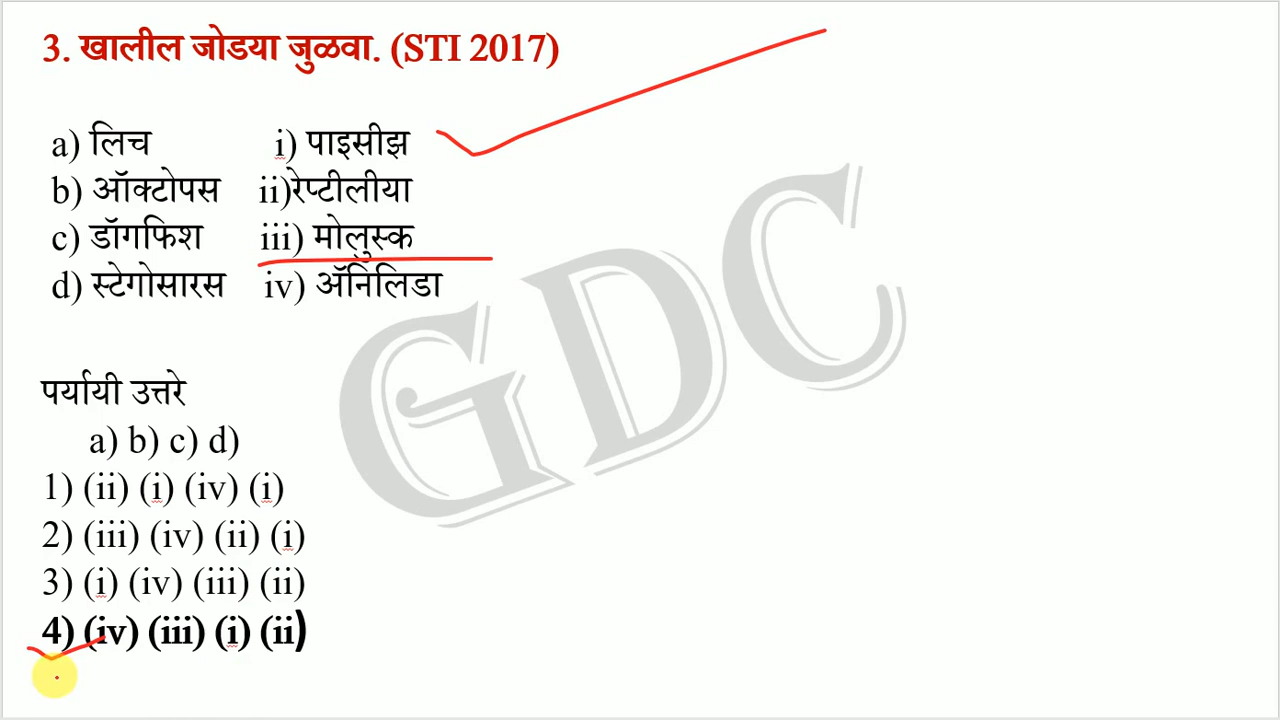 3. खालील जोडया जुळवा. (STI 2017)
a) लिच i) पाइसीझ
b) ऑक्टोपस ii)रेप्टीलीया
c) डॉगफिश iii) मोलुस्क
d) स्टेगोसारस iv) ॲनिलिडा
पर्यायी उत्तरे
a) b) c) d)
1) (ii) (i) (iv) (i)
2) (iii) (iv) (ii) (i)
3) (i) (iv) (iii) (ii)
4) (iv) (iii) (i) (ii)
GDC